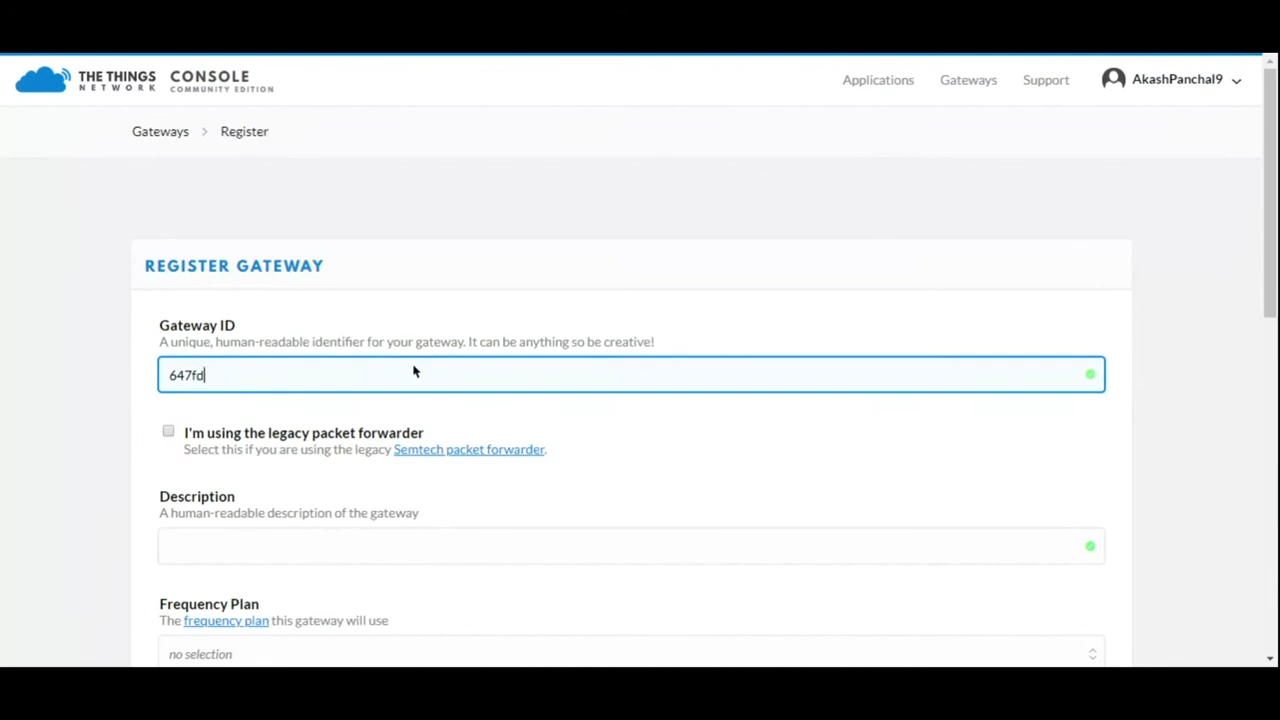 THE THINGS NETWORK CONSOLE COMMUNITY EDITION
Applications Gateways Support AkashPanchal9
Gateways > Register
REGISTER GATEWAY
Gateway ID
A unique, human-readable identifier for your gateway. It can be anything so be creative!
647fd
I'm using the legacy packet forwarder
Select this if you are using the legacy Semtech packet forwarder.
Description
A human-readable description of the gateway
Frequency Plan
The frequency plan this gateway will use
no selection